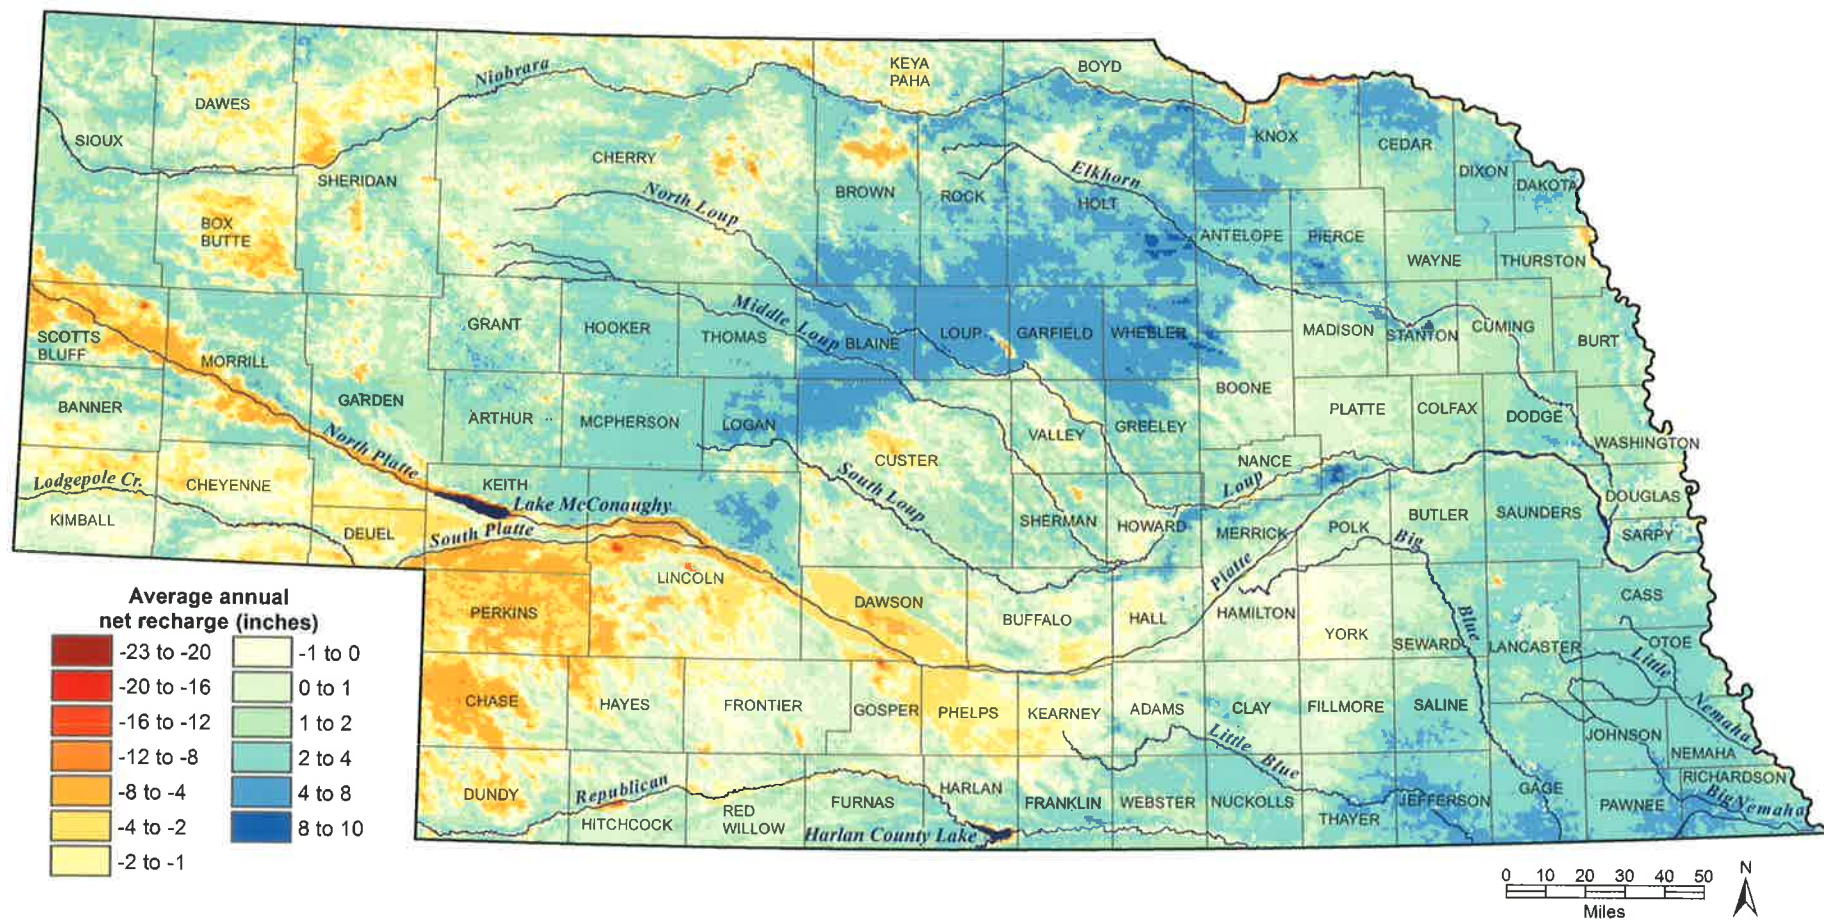 KEYA
PAHA
BOYD
Niobrara
DAWES
SIOUX
CHERRY
KNOX
CEDAR
DIXON
DAKOTA
SHERIDAN
BROWN
ROCK
Elkhorn
HOLT
North Loup
BOX
BUTTE
ANTELOPE
PIERCE
WAYNE
THURSTON
SCOTTS
BLUFF
MORRILL
GRANT
HOOKER
THOMAS
Middle Loup
BLAINE
LOUP
GARFIELD
WHEELER
MADISON
STANTON
CUMING
BURT
BANNER
GARDEN
ARTHUR
MCPHERSON
LOGAN
BOONE
PLATTE
COLFAX
DODGE
WASHINGTON
VALLEY
GREELEY
CUSTER
NANCE
North Platte
Lodgepole Cr.
CHEYENNE
KEITH
Lake McConaughy
South Loup
Loup
DOUGLAS
KIMBALL
DEUEL
South Platte
SHERMAN
HOWARD
MERRICK
POLK
BUTLER
SAUNDERS
SARPY
Platte
Big
Blue
LINCOLN
PERKINS
DAWSON
BUFFALO
HALL
HAMILTON
YORK
SEWARD
LANCASTER
CASS
OTOE
Little
Nemaha
CHASE
HAYES
FRONTIER
GOSPER
PHELPS
KEARNEY
ADAMS
CLAY
FILLMORE
SALINE
JOHNSON
NEMAHA
Little Blue
DUNDY
Republican
HITCHCOCK
RED
WILLOW
FURNAS
HARLAN
Harlan County Lake
FRANKLIN
WEBSTER
NUCKOLLS
THAYER
JEFFERSON
GAGE
PAWNEE
RICHARDSON
Big Nemaha
Average annual
net recharge (inches)
-23 to -20
-20 to -16
-16 to -12
-12 to -8
-8 to -4
-4 to -2
-2 to -1
-1 to 0
0 to 1
1 to 2
2 to 4
4 to 8
8 to 10
0 10 20 30 40 50
Miles
N